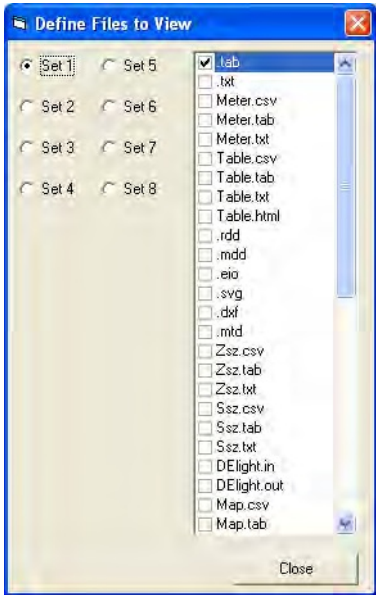 Define Files to View
Set 1 Set 5
Set 2 Set 6
Set 3 Set 7
Set 4 Set 8
.tab
.txt
Meter.csv
Meter.tab
Meter.txt
Table.csv
Table.tab
Table.txt
Table.html
.rdd
.mdd
.eio
.svg
.dxf
.mtd
Zsz.csv
Zsz.tab
Zsz.txt
Ssz.csv
Ssz.tab
Ssz.txt
DElight.in
DElight.out
Map.csv
Map.tab
Close